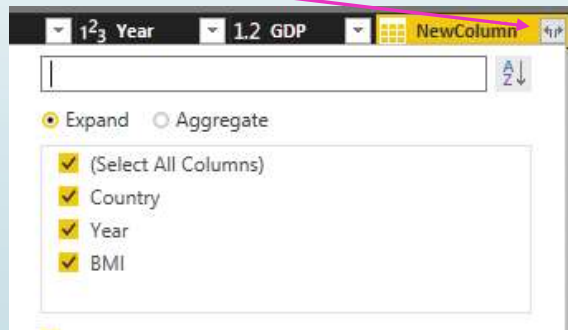 1²3 Year 1.2 GDP NewColumn
A
Z
Expand Aggregate
(Select All Columns)
Country
Year
BMI